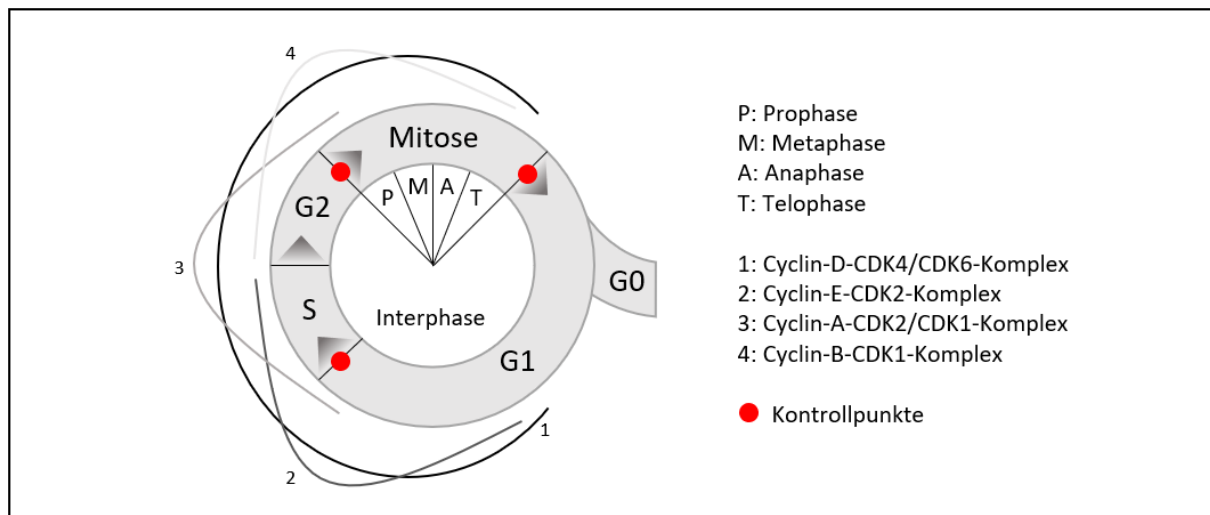 4
Mitose
P: Prophase
M: Metaphase
A: Anaphase
T: Telophase
P
M
A
T
G2
3
G0
S
Interphase
G1
1: Cyclin-D-CDK4/CDK6-Komplex
2: Cyclin-E-CDK2-Komplex
3: Cyclin-A-CDK2/CDK1-Komplex
4: Cyclin-B-CDK1-Komplex
Kontrollpunkte
1
2